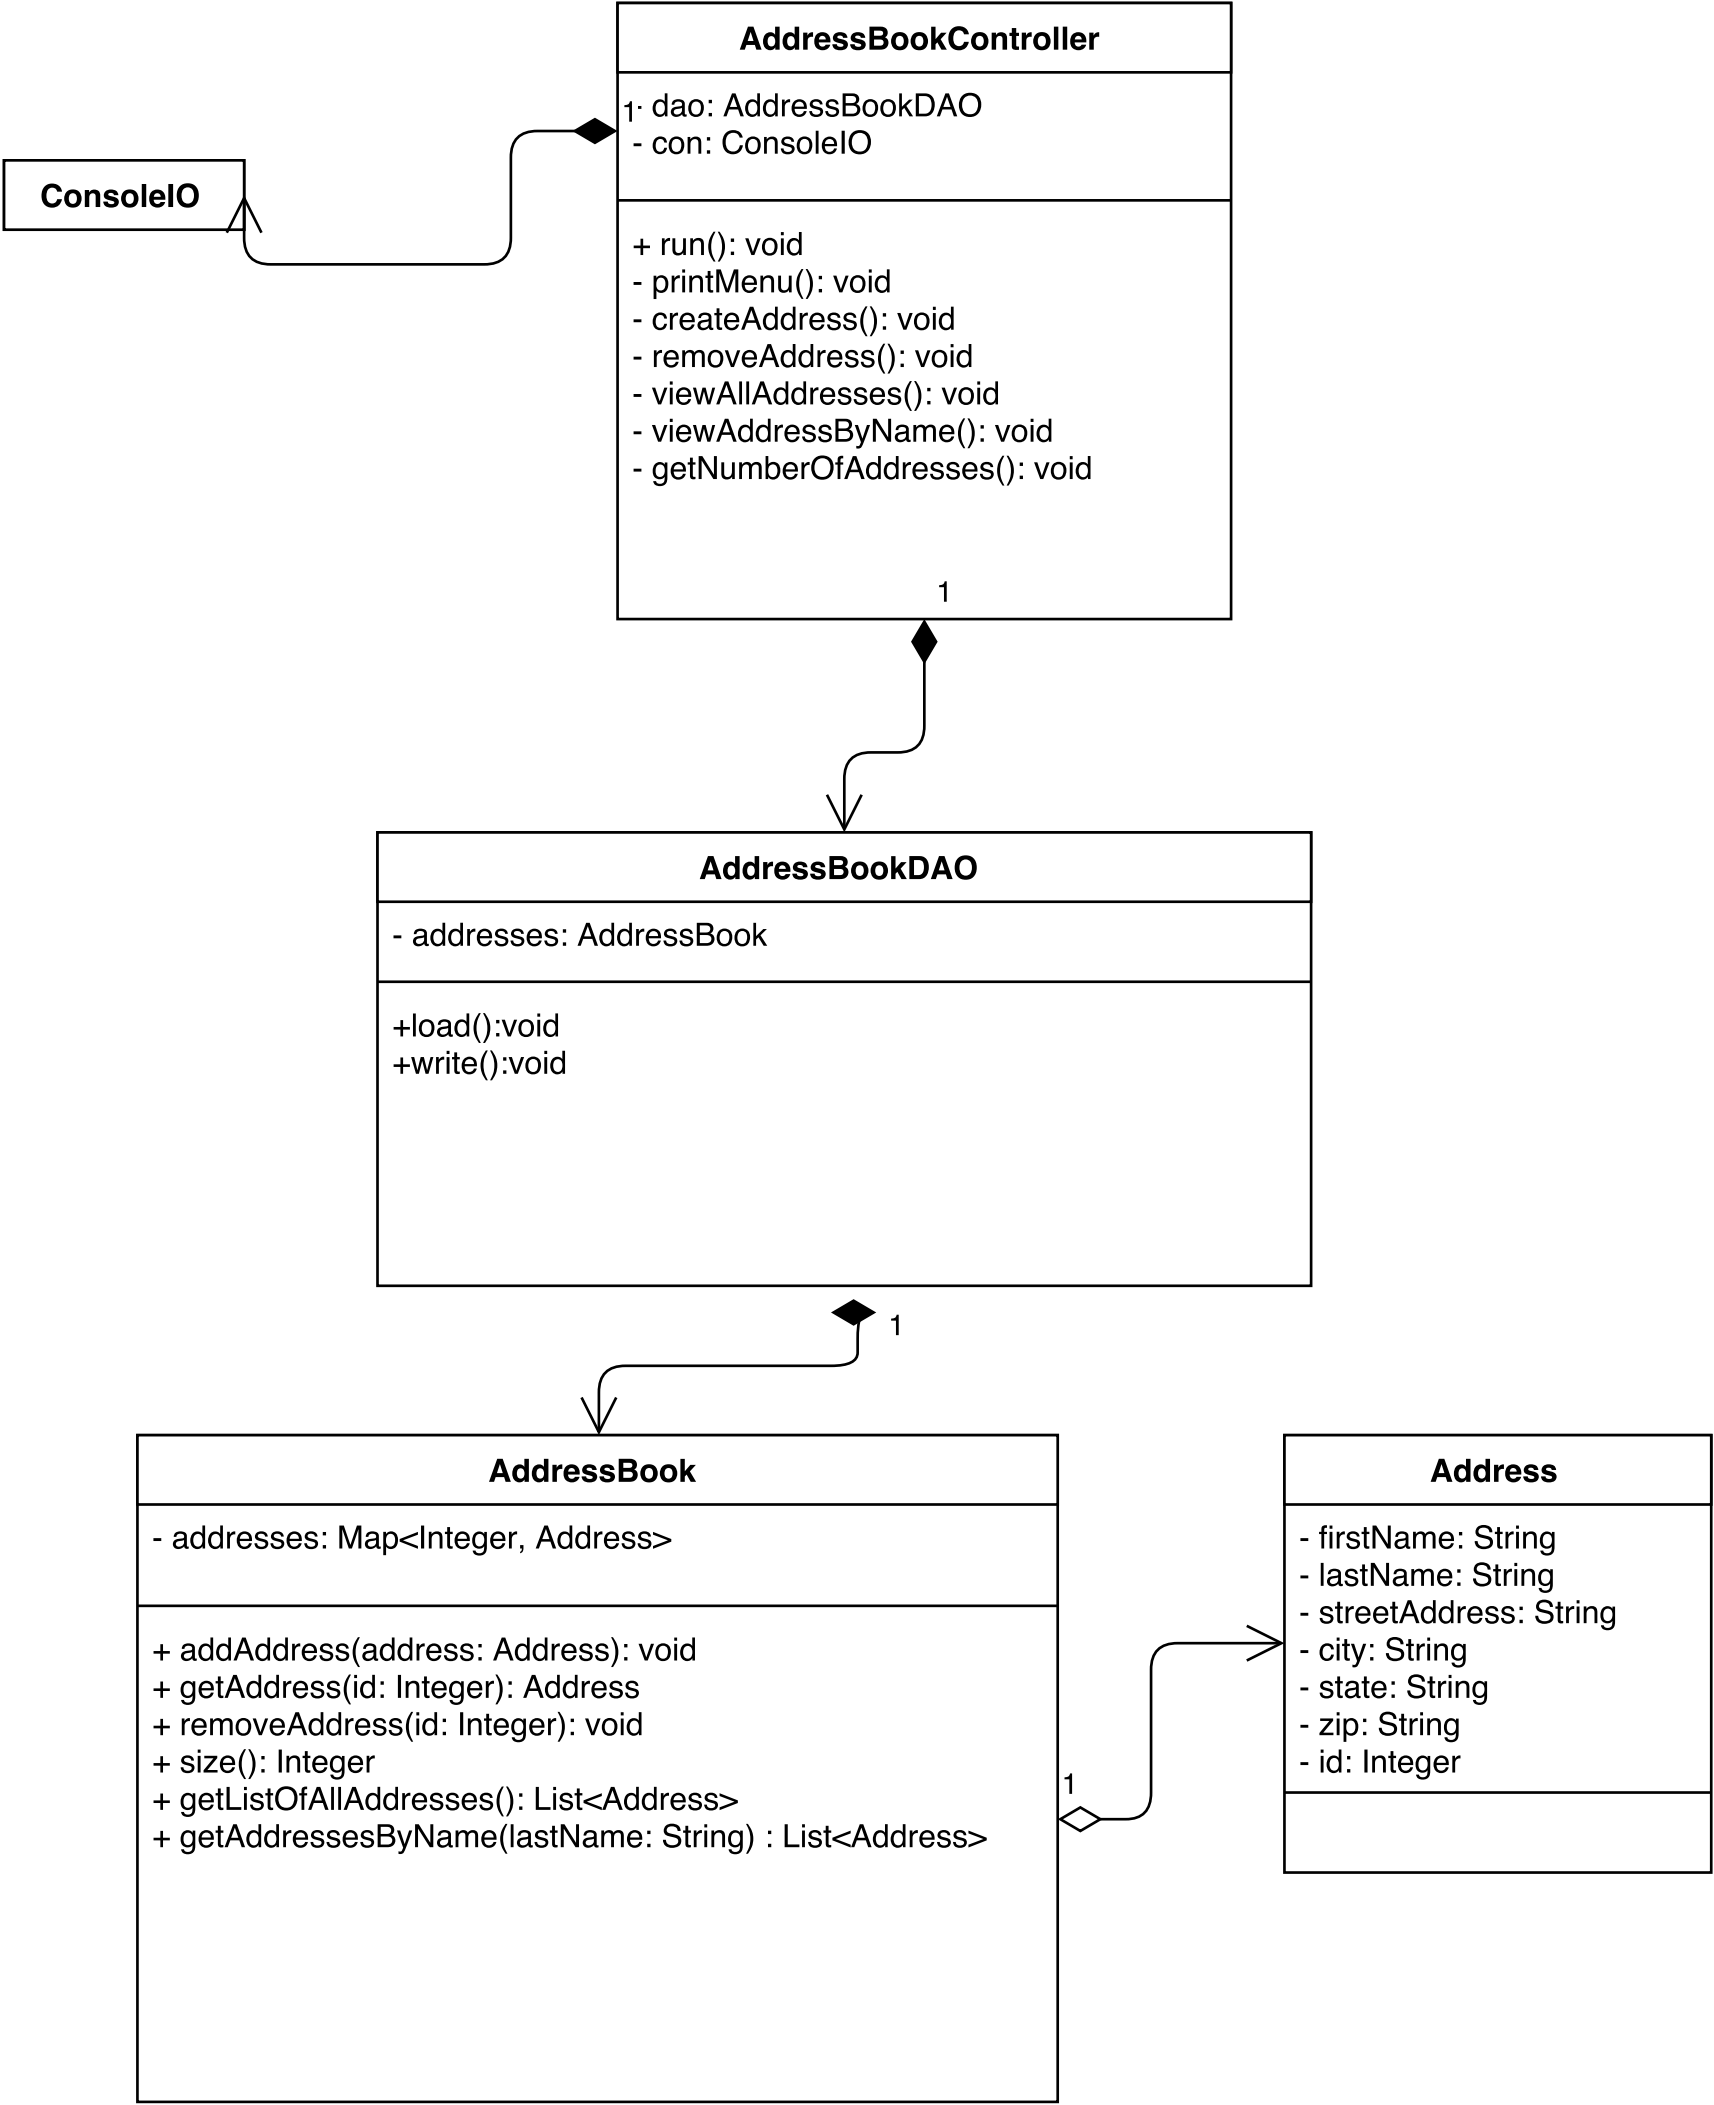 AddressBookController
1
- dao: AddressBookDAO
- con: ConsoleIO
ConsoleIO
+ run(): void
- printMenu(): void
- createAddress(): void
- removeAddress(): void
- viewAllAddresses(): void
- viewAddressByName(): void
- getNumberOfAddresses(): void
1
AddressBookDAO
- addresses: AddressBook
+load():void
+write():void
1
AddressBook
- addresses: Map<Integer, Address>
+ addAddress(address: Address): void
+ getAddress(id: Integer): Address
+ removeAddress(id: Integer): void
+ size(): Integer
+ getListOfAllAddresses(): List<Address>
+ getAddressesByName(lastName: String) : List<Address>
1
Address
- firstName: String
- lastName: String
- streetAddress: String
- city: String
- state: String
- zip: String
- id: Integer